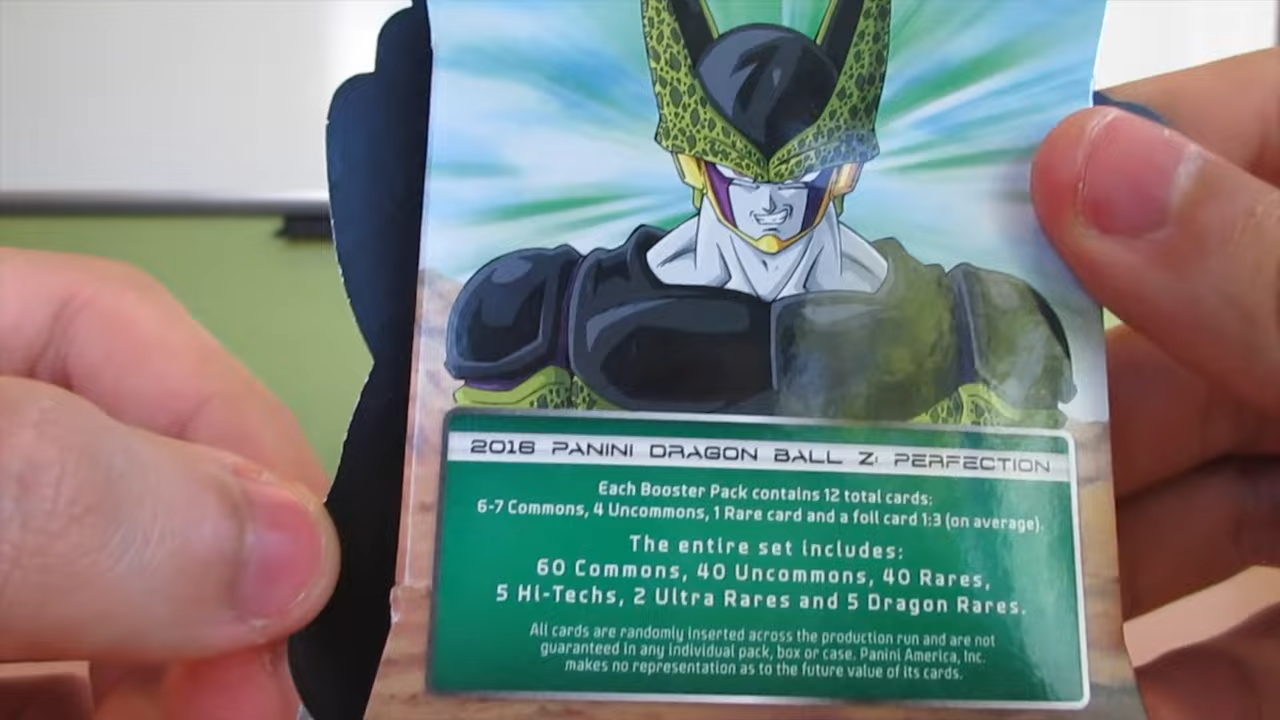 2016 PANINI DRAGON BALL Z: PERFECTION
Each Booster Pack contains 12 total cards:
6-7 Commons, 4 Uncommons, 1 Rare card and a foil card 1:3 (on average).
The entire set includes:
60 Commons, 40 Uncommons, 40 Rares,
5 Hi-Techs, 2 Ultra Rares and 5 Dragon Rares.
All cards are randomly inserted across the production run and are not
guaranteed in any individual pack, box or case. Panini America, Inc.
makes no representation as to the future value of its cards.